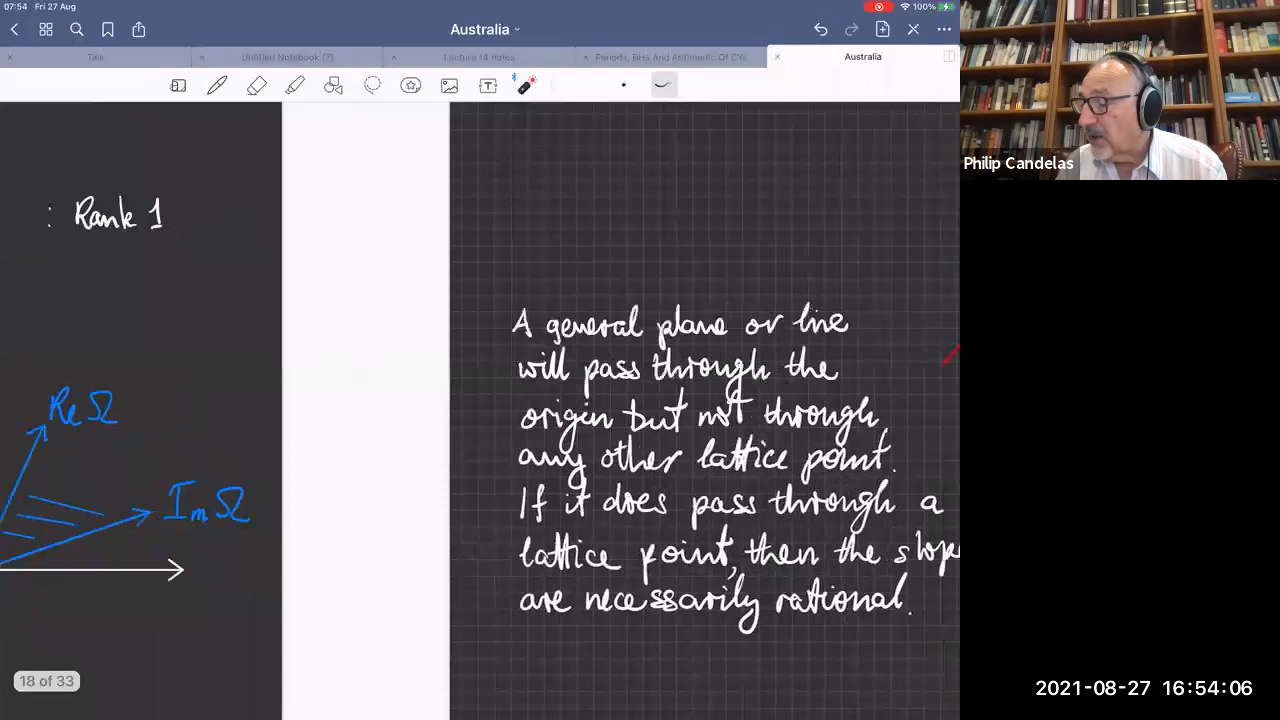 07:54 Fri 27 Aug
100%
Australia
Title
Untitled Notebook (7)
Lecture 14 notes
Periods, BHs And Arithmetic Of CYs
Australia
: Rank 1
Re Ω
Im Ω
A general plane or line
will pass through the
origin but not through
any other lattice point.
If it does pass through a
lattice point, then the slope
are necessarily rational.
18 of 33
Philip Candelas
2021-08-27 16:54:06